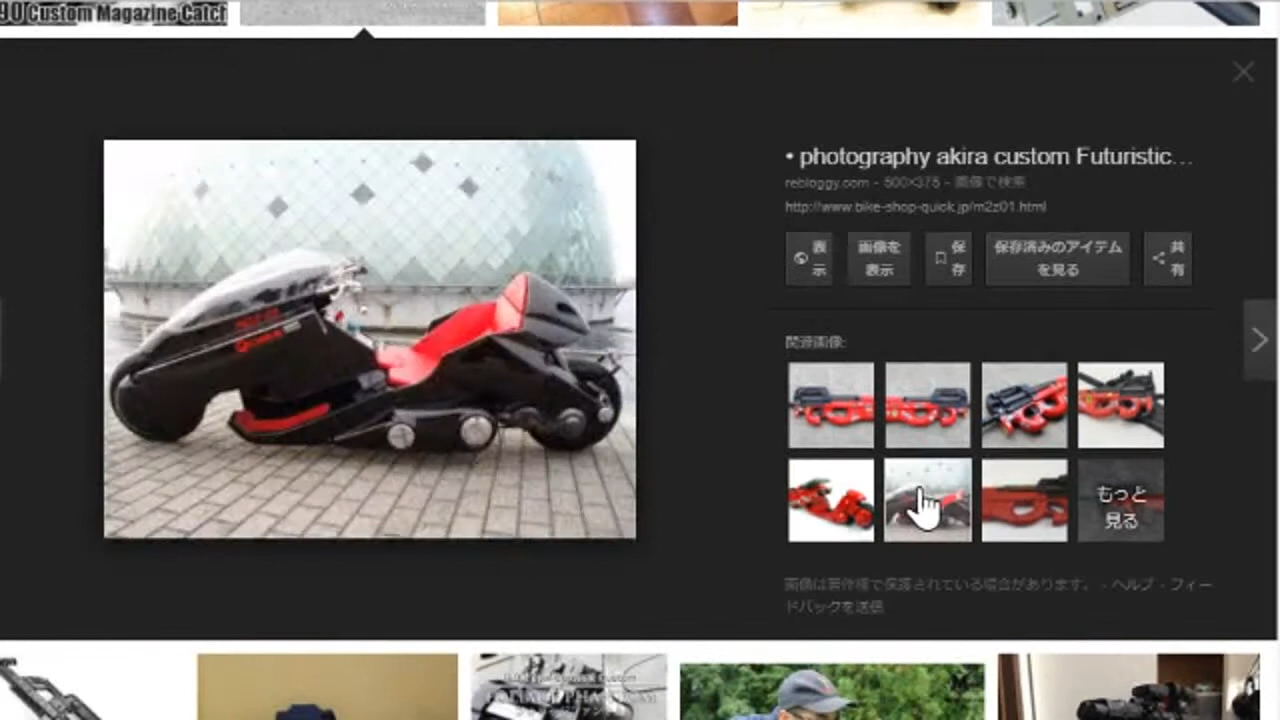 90 Custom Magazine Catch
• photography akira custom Futuristic...
rebloggy.com - 500×375 - 画像で検索
http://www.bike-shop-quick.jp/m2z01.html
表示
画像を表示
保存
保存済みのアイテムを見る
共有
関連画像:
もっと見る
画像は著作権で保護されている場合があります。 - ヘルプ - フィー
ドバックを送信